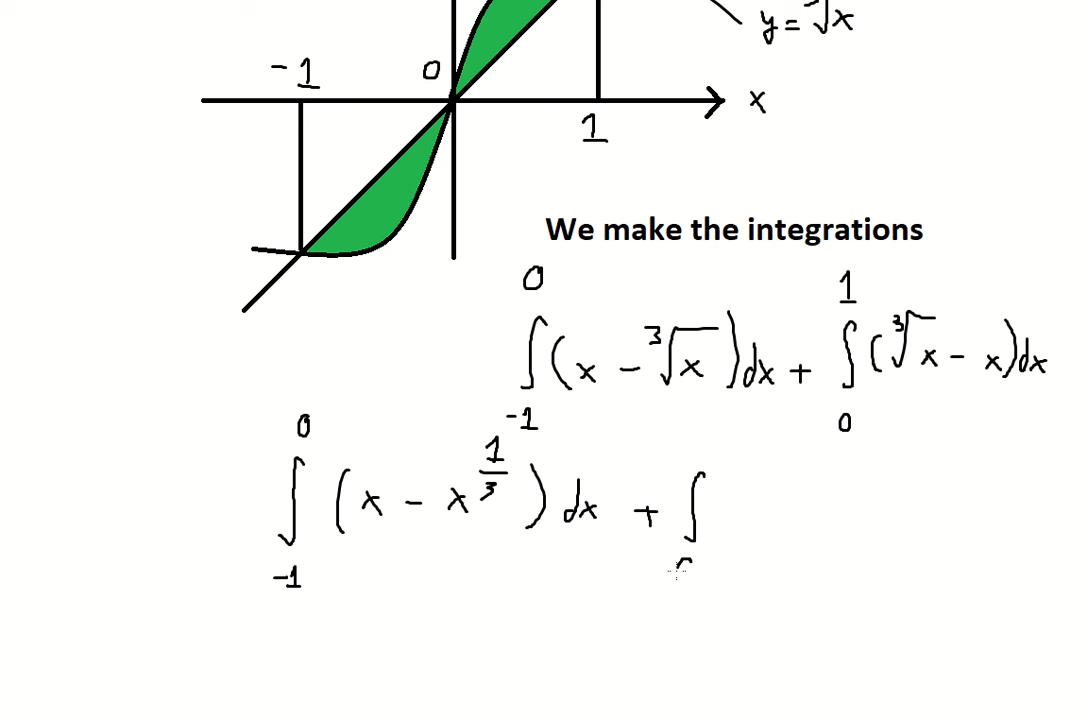 y = ∛x
-1 0 x
1
We make the integrations
0 1
∫(x - ∛x)dx + ∫(∛x - x)dx
-1 0
0
∫(x - x^(1/3))dx + ∫
-1